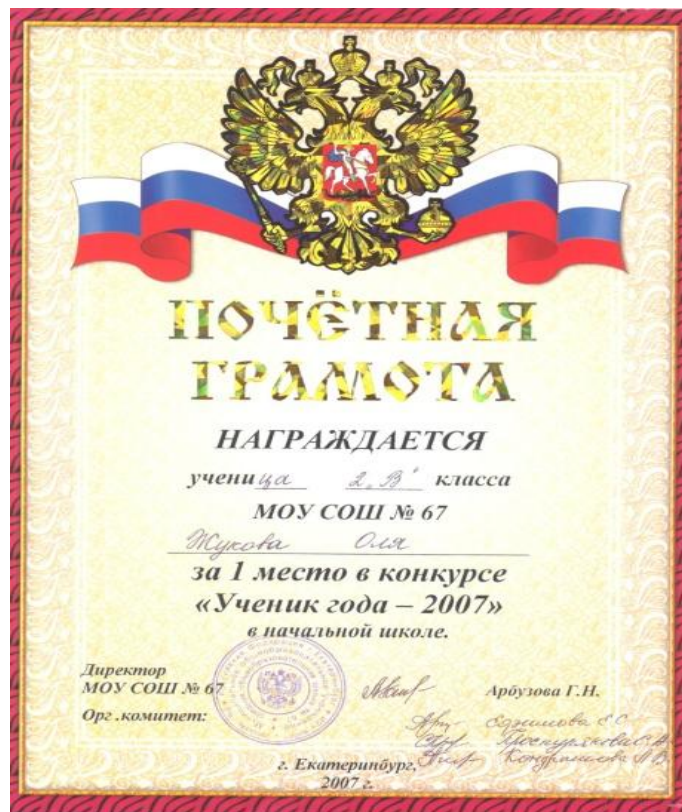 ПОЧЁТНАЯ
ГРАМОТА
НАГРАЖДАЕТСЯ
ученица 2 „В" класса
МОУ СОШ № 67
Жукова Оля
за 1 место в конкурсе
«Ученик года – 2007»
в начальной школе.
Директор
МОУ СОШ № 67 Арбузова Г.Н.
Орг.комитет:
г. Екатеринбург,
2007 г.